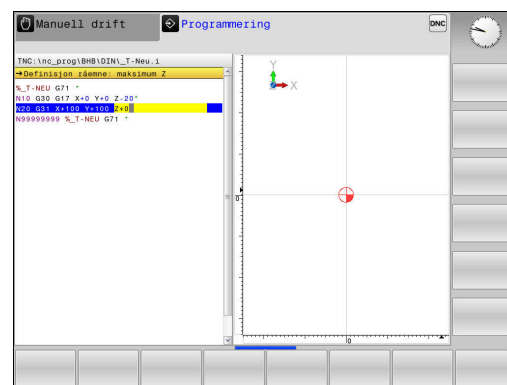 Manuell drift
Programmering
DNC
TNC:\nc_prog\BHB\DIN\_T-Neu.i
→Definisjon råemne: maksimum Z
%_T-NEU G71 *
N10 G30 G17 X+0 Y+0 Z-20*
N20 G31 X+100 Y+100 Z+0
N99999999 %_T-NEU G71 *
Y
X
0
0